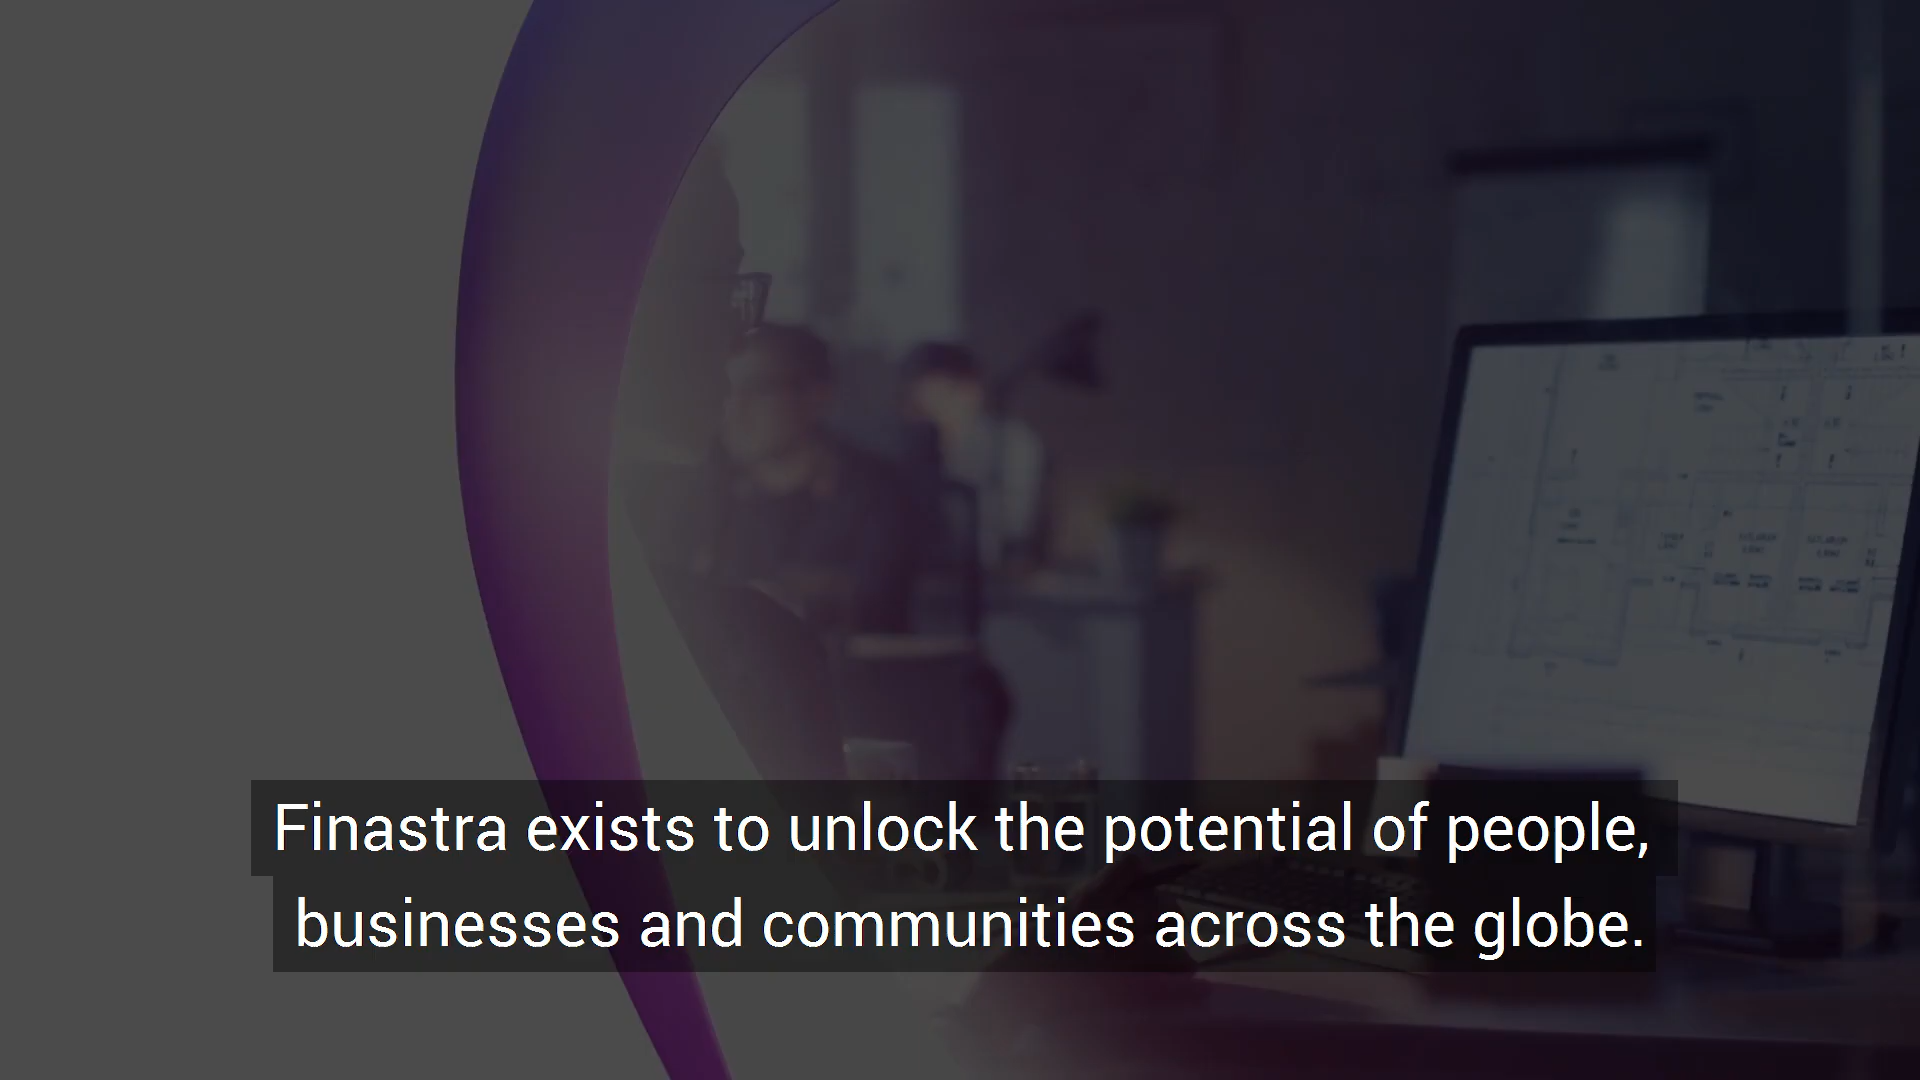 Finastra exists to unlock the potential of people,
businesses and communities across the globe.